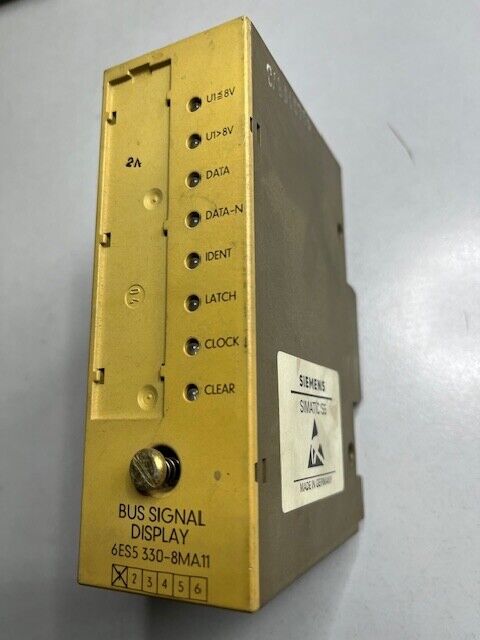 U1≦8V
U1>8V
2A
DATA
DATA-N
IDENT
LATCH
CLOCK
CLEAR
BUS SIGNAL
DISPLAY
6ES5 330-8MA11
2 3 4 5 6
SIEMENS
SIMATIC S5
MADE IN GERMANY